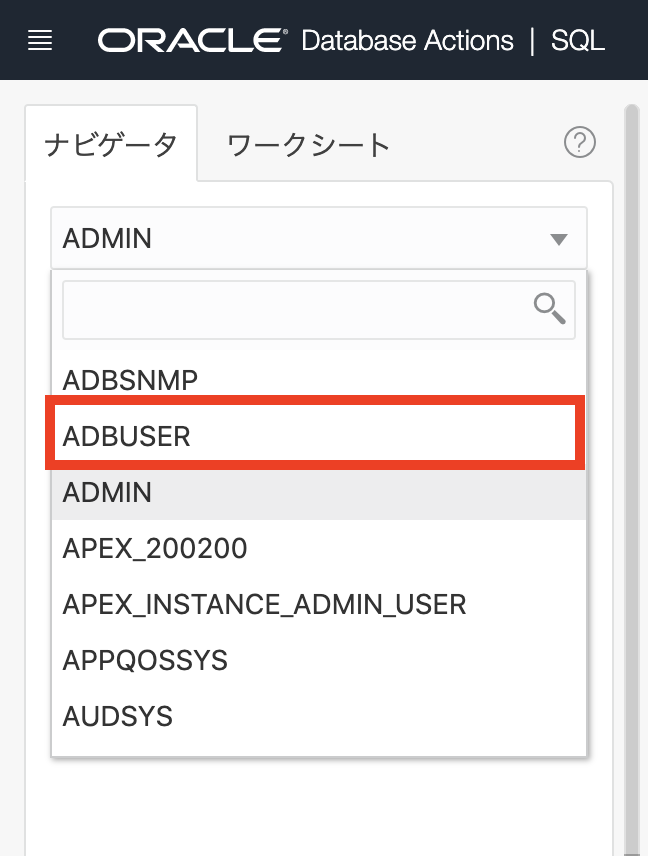 ORACLE® Database Actions | SQL
ナビゲータ ワークシート ?
ADMIN
ADBSNMP
ADBUSER
ADMIN
APEX_200200
APEX_INSTANCE_ADMIN_USER
APPQOSSYS
AUDSYS